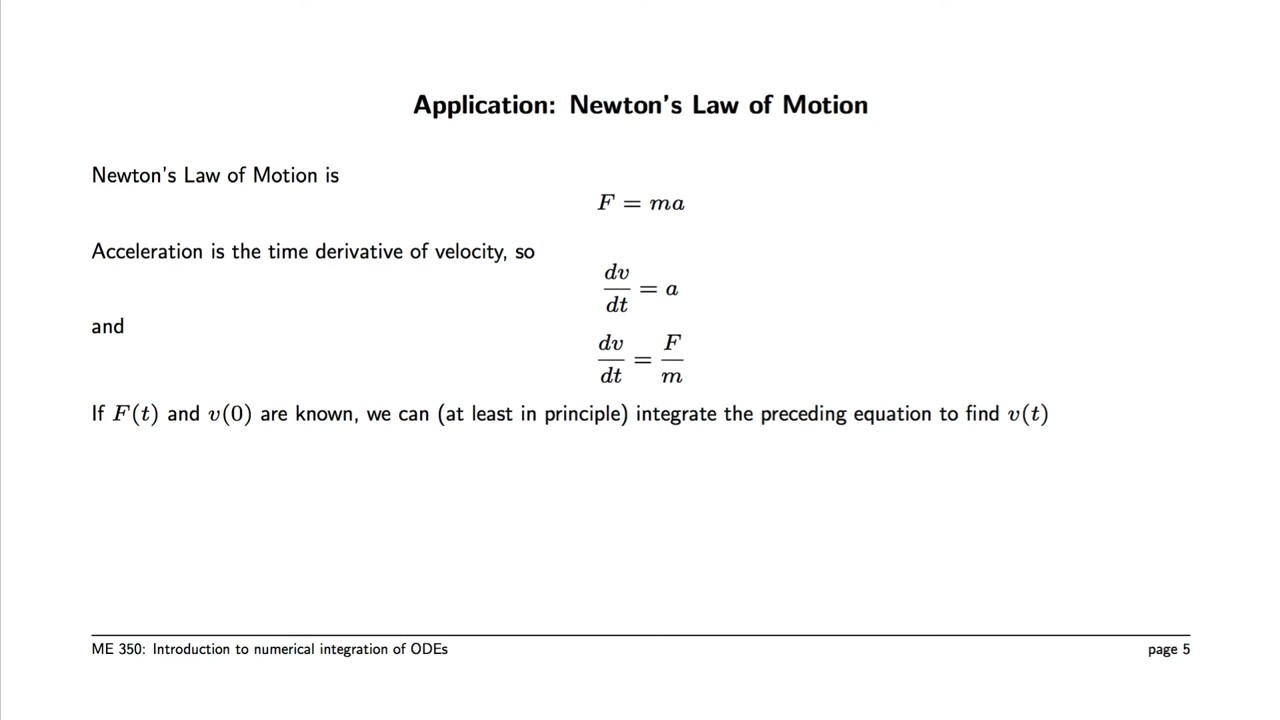 Application: Newton's Law of Motion
Newton's Law of Motion is
F = ma
Acceleration is the time derivative of velocity, so
dv/dt = a
and
dv/dt = F/m
If F(t) and v(0) are known, we can (at least in principle) integrate the preceding equation to find v(t)
ME 350: Introduction to numerical integration of ODEs page 5